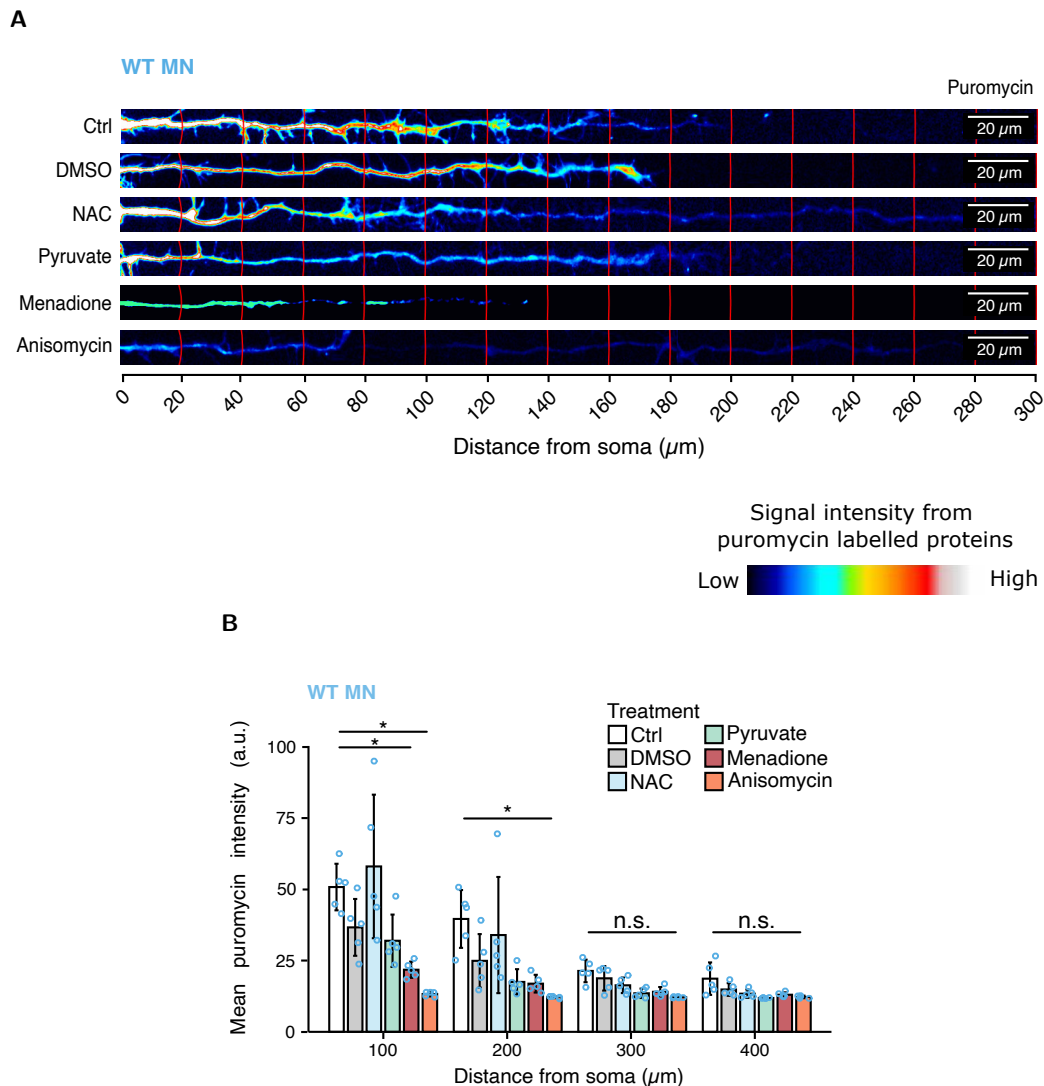 A
WT MN
Puromycin
Ctrl
20 µm
DMSO
20 µm
NAC
20 µm
Pyruvate
20 µm
Menadione
20 µm
Anisomycin
20 µm
0 20 40 60 80 100 120 140 160 180 200 220 240 260 280 300
Distance from soma (µm)
Signal intensity from
puromycin labelled proteins
Low High
B
WT MN
Treatment
Ctrl Pyruvate
DMSO Menadione
NAC Anisomycin
Mean puromycin intensity (a.u.)
100
75
50
25
0
*
*
*
n.s. n.s.
100 200 300 400
Distance from soma (µm)